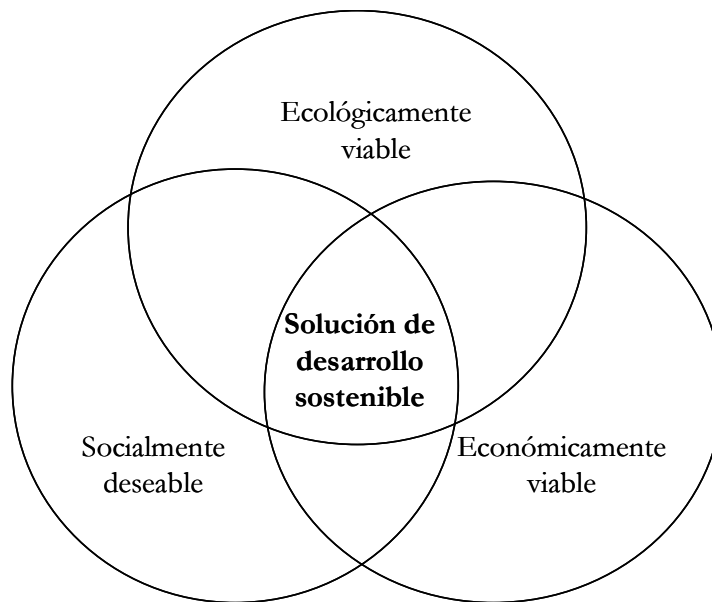 Ecológicamente
viable
Solución de
desarrollo
sostenible
Socialmente
deseable
Económicamente
viable